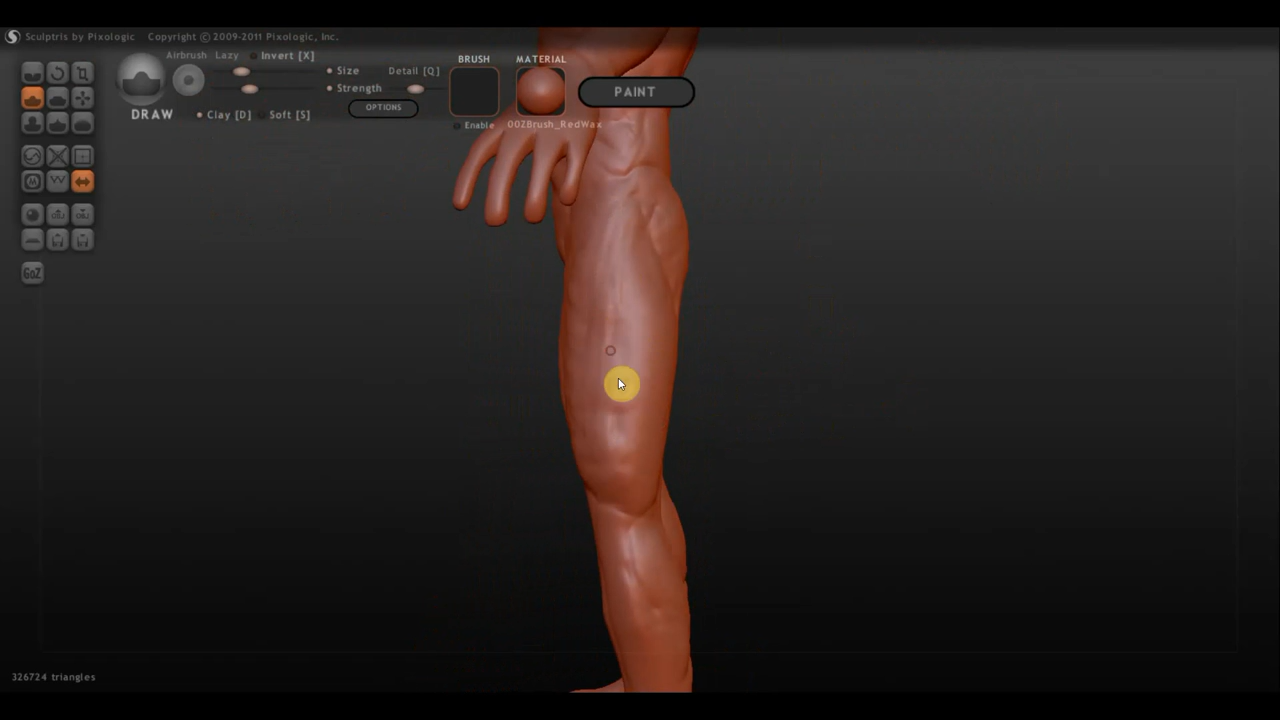 Sculptris by Pixologic Copyright © 2009-2011 Pixologic, Inc.
Airbrush Lazy Invert [X]
BRUSH MATERIAL
Size Detail [Q]
Strength
PAINT
OPTIONS
DRAW Clay [D] Soft [S]
Enable 00ZBrush_RedWax
GoZ
326724 triangles